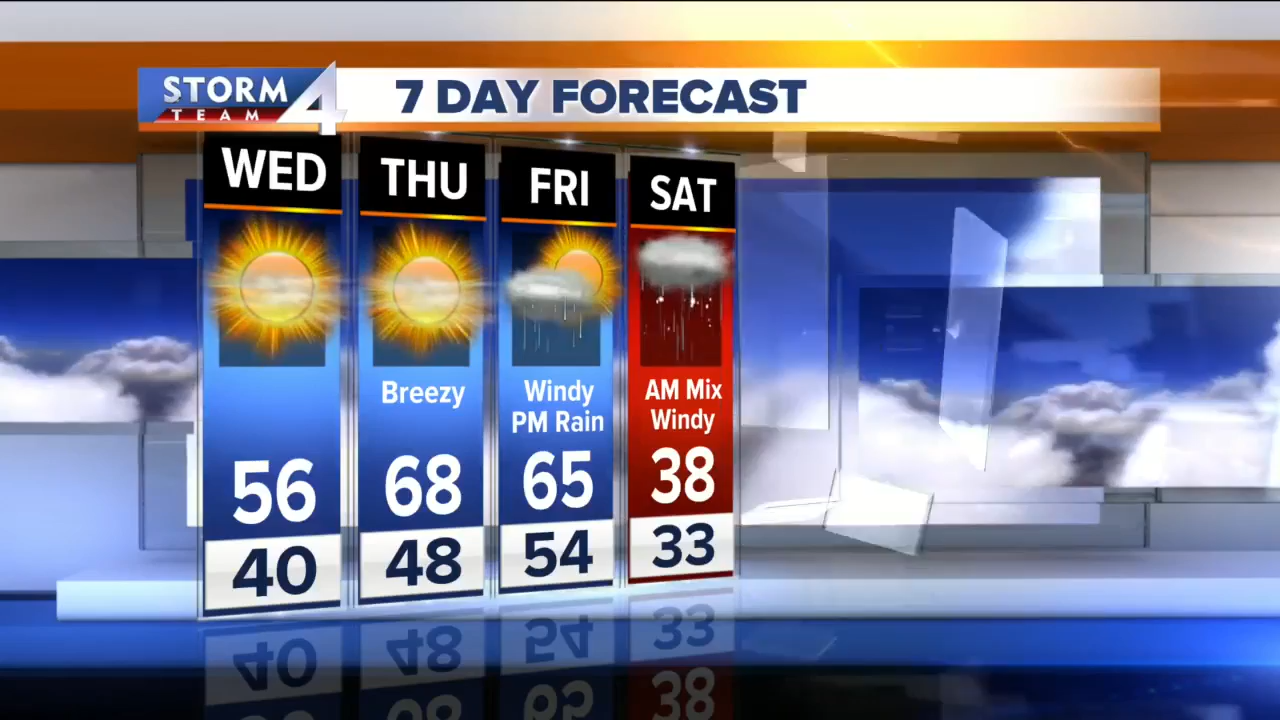 STORM 4
TEAM
7 DAY FORECAST
WED
56
40
THU
Breezy
68
48
FRI
Windy
PM Rain
65
54
SAT
AM Mix
Windy
38
33